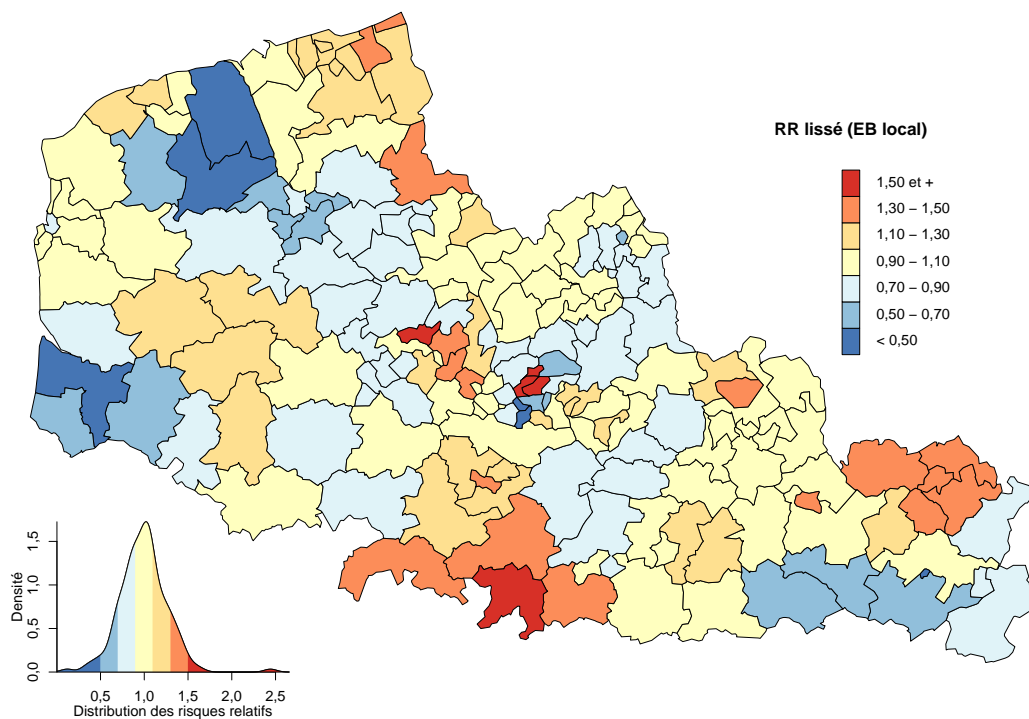 RR lissé (EB local)
1,50 et +
1,30 – 1,50
1,10 – 1,30
0,90 – 1,10
0,70 – 0,90
0,50 – 0,70
< 0,50
Densité
1,5
1,0
0,5
0,0
0,5 1,0 1,5 2,0 2,5
Distribution des risques relatifs